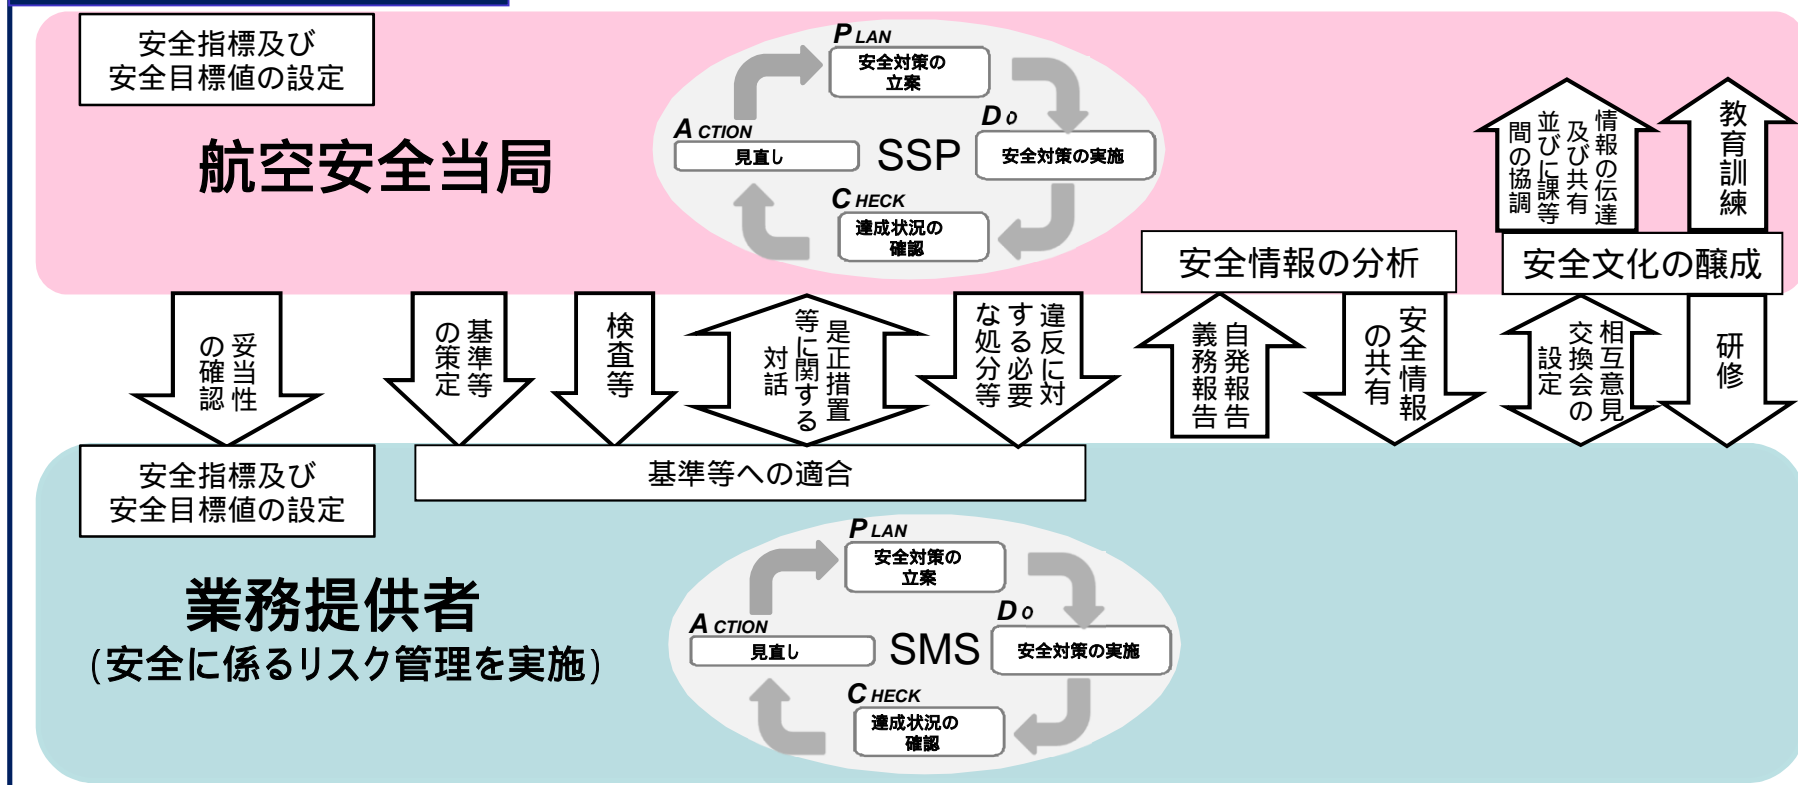 安全指標及び
安全目標値の設定
航空安全当局
PLAN
安全対策の
立案
DO
安全対策の実施
CHECK
達成状況の
確認
ACTION
見直し
SSP
情報の伝達
及び共有
並びに課等
間の協調
教育訓練
安全情報の分析
安全文化の醸成
妥当性
の確認
基準等
の策定
検査等
是正措置
等に関する
対話
違反に対
する必要
な処分等
自発報告
義務報告
安全情報
の共有
相互意見
交換会の
設定
研修
安全指標及び
安全目標値の設定
基準等への適合
業務提供者
(安全に係るリスク管理を実施)
PLAN
安全対策の
立案
DO
安全対策の実施
CHECK
達成状況の
確認
ACTION
見直し
SMS